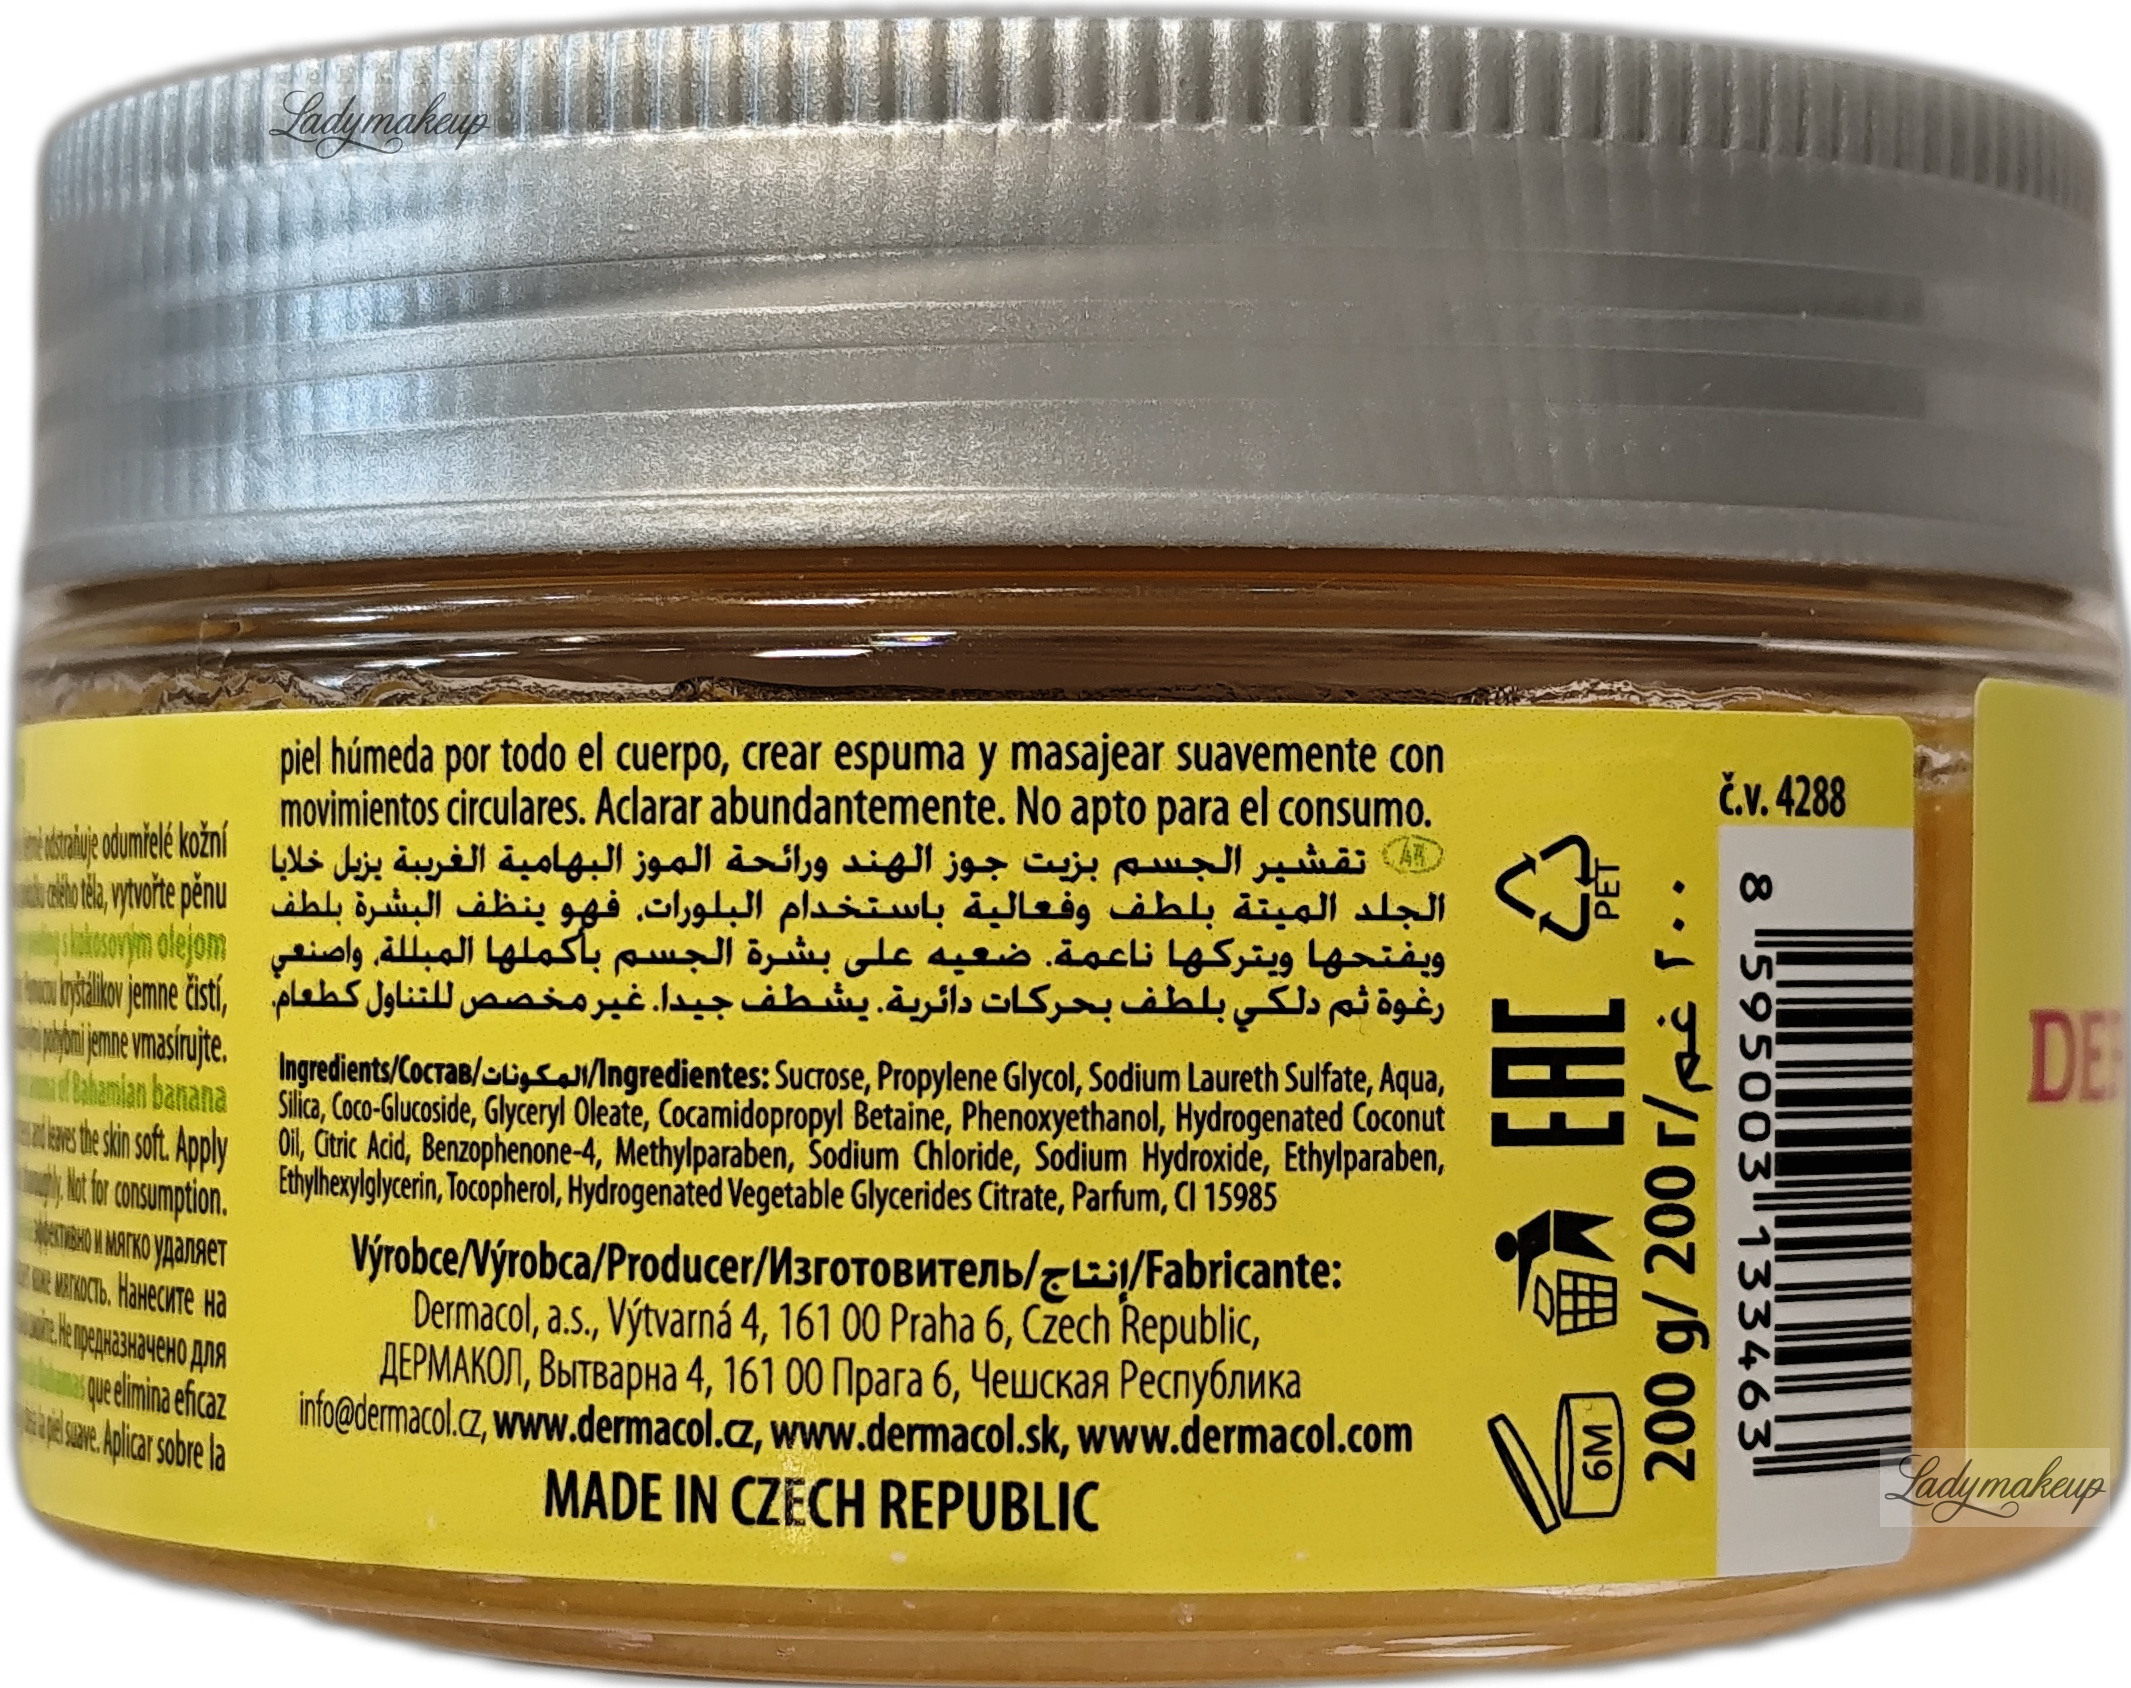 Ladymakeup
odstraňuje odumřelé kožní
těla, vytvořte pěnu
s kokosovým olejom
kryštálikov jemne čistí,
pohybmi jemne vmasírujte.
of Bahamian banana
and leaves the skin soft. Apply
Not for consumption.
эффективно и мягко удаляет
мягкость. Нанесите на
Не предназначено для
Bahamas que elimina eficaz
la piel suave. Aplicar sobre la
piel húmeda por todo el cuerpo, crear espuma y masajear suavemente con
movimientos circulares. Aclarar abundantemente. No apto para el consumo.
AR تقشير الجسم بزيت جوز الهند ورائحة الموز البهامية الغريبة يزيل خلايا
الجلد الميتة بلطف وفعالية باستخدام البلورات. فهو ينظف البشرة بلطف
ويفتحها ويتركها ناعمة. ضعيه على بشرة الجسم بأكملها المبللة. واصنعي
رغوة ثم دلكي بلطف بحركات دائرية. يشطف جيدا. غير مخصص للتناول كطعام.
Ingredients/Состав/المكونات/Ingredientes: Sucrose, Propylene Glycol, Sodium Laureth Sulfate, Aqua,
Silica, Coco-Glucoside, Glyceryl Oleate, Cocamidopropyl Betaine, Phenoxyethanol, Hydrogenated Coconut
Oil, Citric Acid, Benzophenone-4, Methylparaben, Sodium Chloride, Sodium Hydroxide, Ethylparaben,
Ethylhexylglycerin, Tocopherol, Hydrogenated Vegetable Glycerides Citrate, Parfum, CI 15985
Výrobce/Výrobca/Producer/Изготовитель/إنتاج/Fabricante:
Dermacol, a.s., Výtvarná 4, 161 00 Praha 6, Czech Republic,
ДЕРМАКОЛ, Вытварна 4, 161 00 Прага 6, Чешская Республика
info@dermacol.cz, www.dermacol.cz, www.dermacol.sk, www.dermacol.com
MADE IN CZECH REPUBLIC
PET
EAC
6M
200 g/200 г/٢٠٠ غم
č.v. 4288
8 595003 133463
Ladymakeup